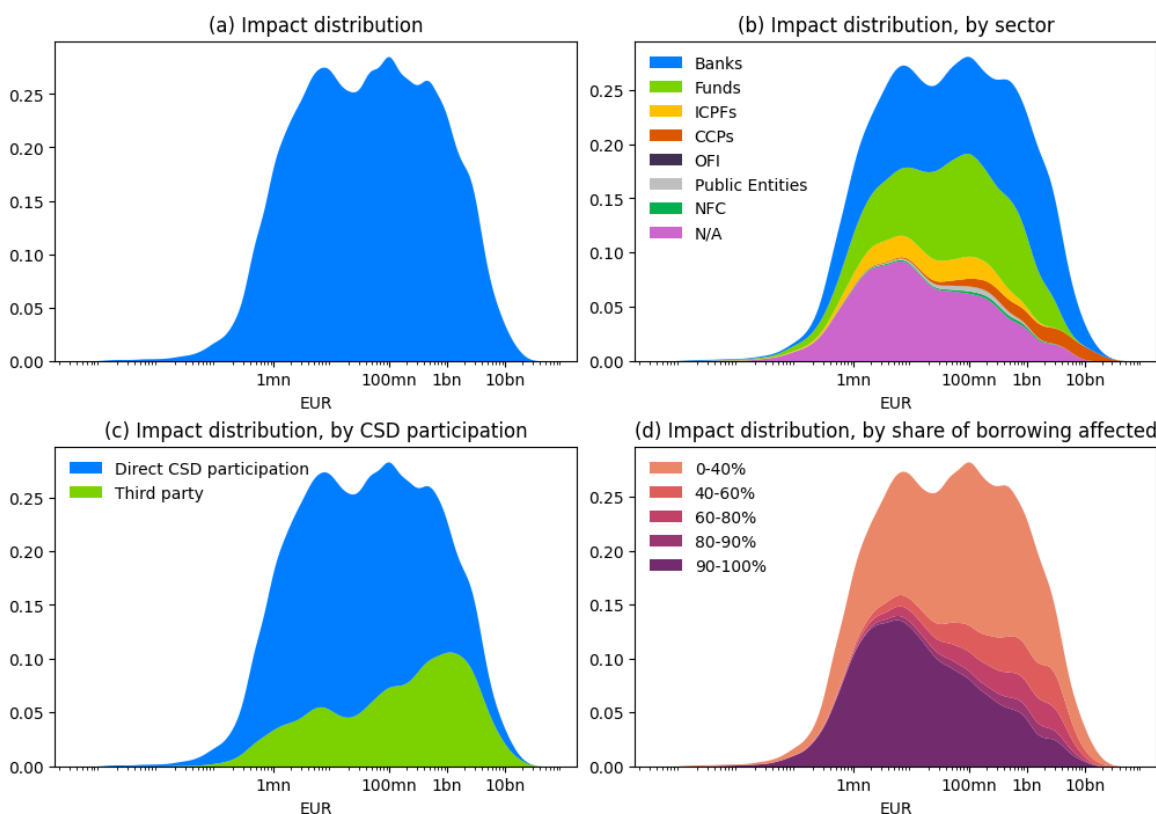 (a) Impact distribution
0.25
0.20
0.15
0.10
0.05
0.00
1mn 100mn 1bn 10bn
EUR
(b) Impact distribution, by sector
Banks
Funds
ICPFs
CCPs
OFI
Public Entities
NFC
N/A
0.25
0.20
0.15
0.10
0.05
0.00
1mn 100mn 1bn 10bn
EUR
(c) Impact distribution, by CSD participation
Direct CSD participation
Third party
0.25
0.20
0.15
0.10
0.05
0.00
1mn 100mn 1bn 10bn
EUR
(d) Impact distribution, by share of borrowing affected
0-40%
40-60%
60-80%
80-90%
90-100%
0.25
0.20
0.15
0.10
0.05
0.00
1mn 100mn 1bn 10bn
EUR